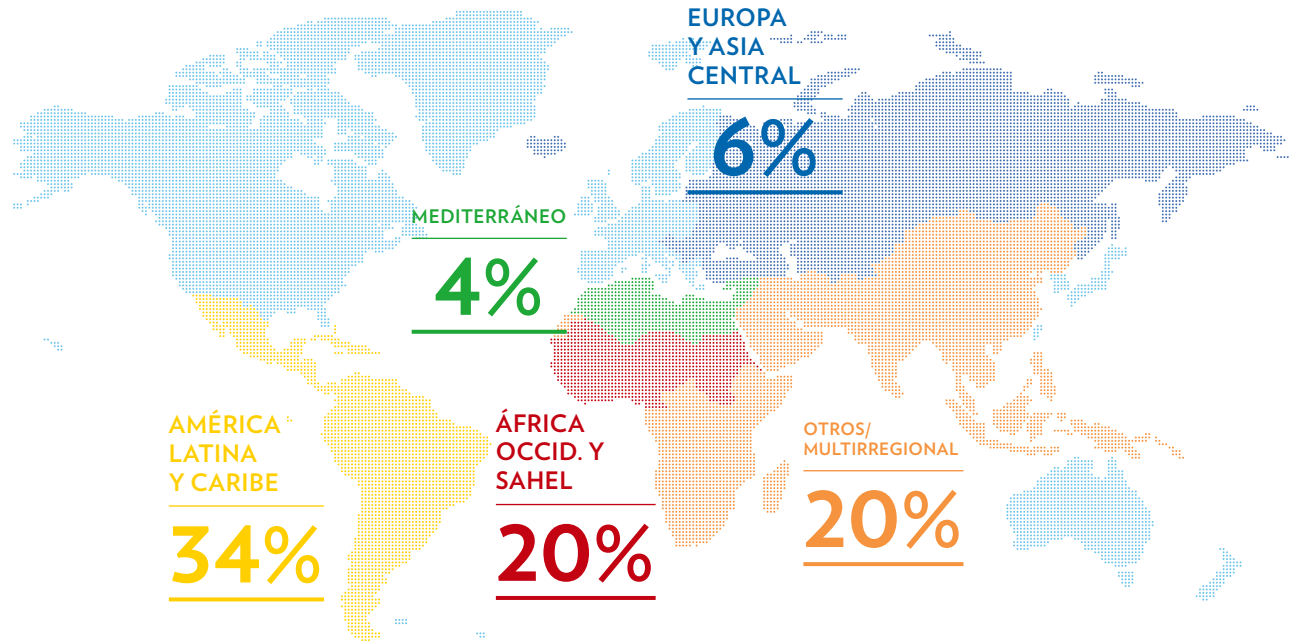 EUROPA
Y ASIA
CENTRAL
6%
MEDITERRÁNEO
4%
AMÉRICA
LATINA
Y CARIBE
34%
ÁFRICA
OCCID. Y
SAHEL
20%
OTROS/
MULTIRREGIONAL
20%